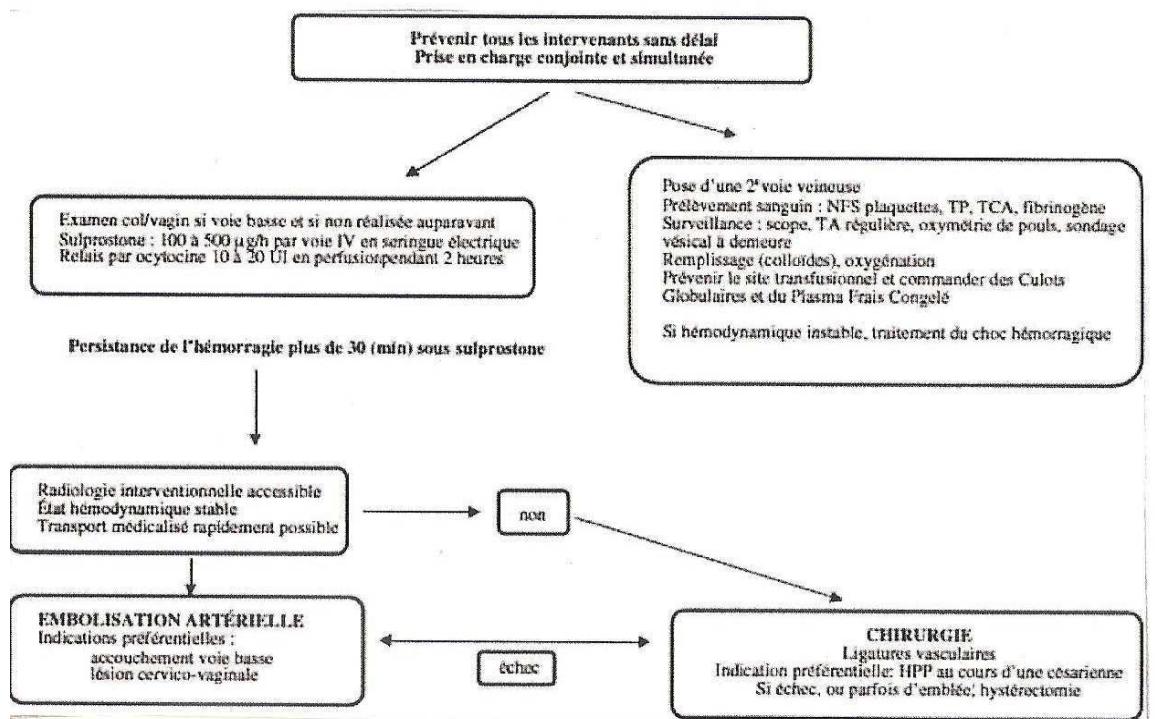 Prévenir tous les intervenants sans délai
Prise en charge conjointe et simultanée
Examen col/vagin si voie basse et si non réalisée auparavant
Sulprostone : 100 à 500 µg/h par voie IV en seringue électrique
Relais par ocytocine 10 à 20 UI en perfusion pendant 2 heures
Pose d'une 2e voie veineuse
Prélèvement sanguin : NFS plaquettes, TP, TCA, fibrinogène
Surveillance : scope, TA régulière, oxymétrie de pouls, sondage
vésical à demeure
Remplissage (colloïdes), oxygénation
Prévenir le site transfusionnel et commander des Culots
Globulaires et du Plasma Frais Congelé
Si hémodynamique instable, traitement du choc hémorragique
Persistance de l'hémorragie plus de 30 (min) sous sulprostone
Radiologie interventionnelle accessible
État hémodynamique stable
Transport médicalisé rapidement possible
non
EMBOLISATION ARTÉRIELLE
Indications préférentielles :
accouchement voie basse
lésion cervico-vaginale
échec
CHIRURGIE
Ligatures vasculaires
Indication préférentielle: HPP au cours d'une césarienne
Si échec, ou parfois d'emblée, hystérectomie